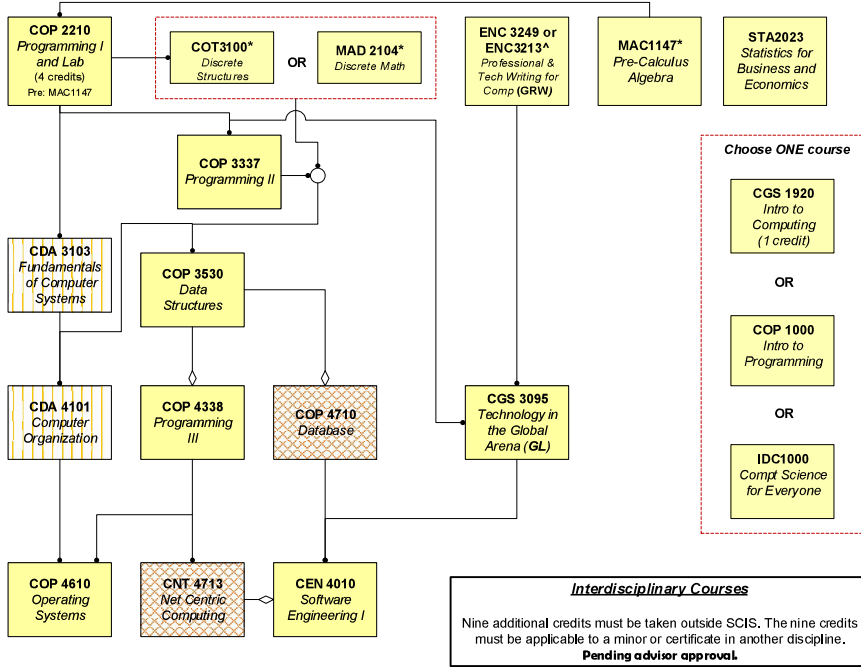 COP 2210
Programming I
and Lab
(4 credits)
Pre: MAC1147
COT3100*
Discrete
Structures
OR
MAD 2104*
Discrete Math
ENC 3249 or
ENC3213^
Professional &
Tech Writing for
Comp (GRW)
MAC1147*
Pre-Calculus
Algebra
STA2023
Statistics for
Business and
Economics
COP 3337
Programming II
Choose ONE course
CGS 1920
Intro to
Computing
(1 credit)
OR
COP 1000
Intro to
Programming
OR
IDC1000
Compt Science
for Everyone
CDA 3103
Fundamentals
of Computer
Systems
COP 3530
Data
Structures
CDA 4101
Computer
Organization
COP 4338
Programming
III
COP 4710
Database
CGS 3095
Technology in
the Global
Arena (GL)
COP 4610
Operating
Systems
CNT 4713
Net Centric
Computing
CEN 4010
Software
Engineering I
Interdisciplinary Courses
Nine additional credits must be taken outside SCIS. The nine credits
must be applicable to a minor or certificate in another discipline.
Pending advisor approval.